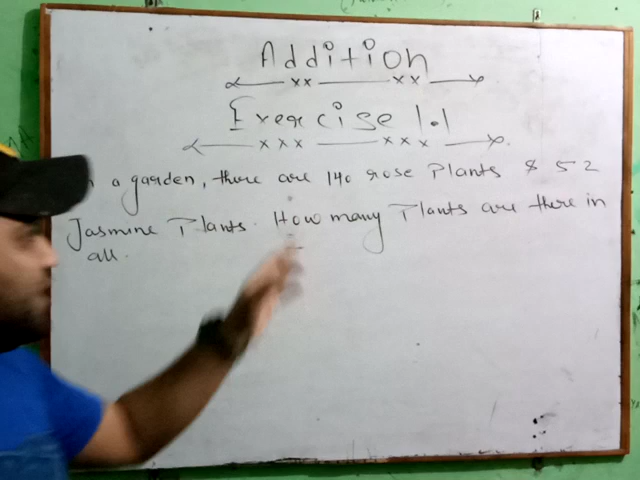 Addition
Exercise 1.1
a garden, there are 140 rose Plants & 52
Jasmine Plants. How many Plants are there in
all.